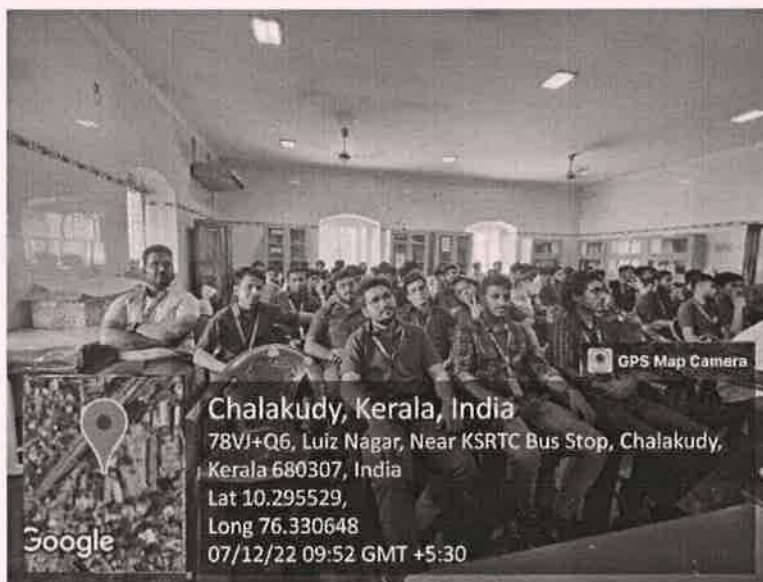 GPS Map Camera
Chalakudy, Kerala, India
78VJ+Q6, Luiz Nagar, Near KSRTC Bus Stop, Chalakudy,
Kerala 680307, India
Lat 10.295529,
Long 76.330648
07/12/22 09:52 GMT +5:30
Google